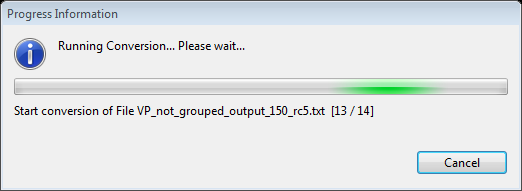 Progress Information
Running Conversion... Please wait...
Start conversion of File VP_not_grouped_output_150_rc5.txt [13 / 14]
Cancel